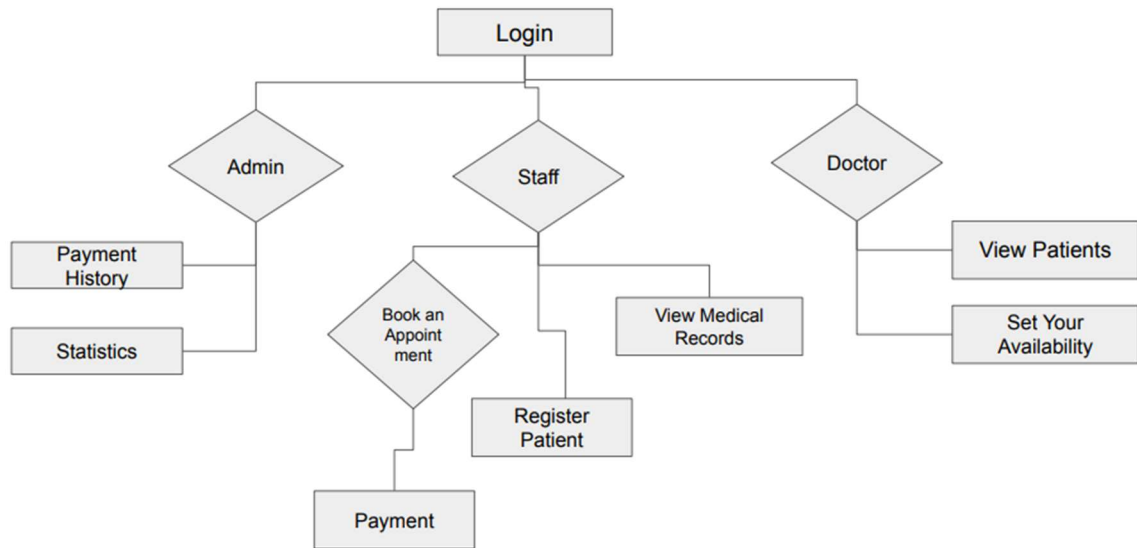 Login
Admin
Staff
Doctor
Payment
History
Statistics
Book an
Appoint
ment
Payment
Register
Patient
View Medical
Records
View Patients
Set Your
Availability